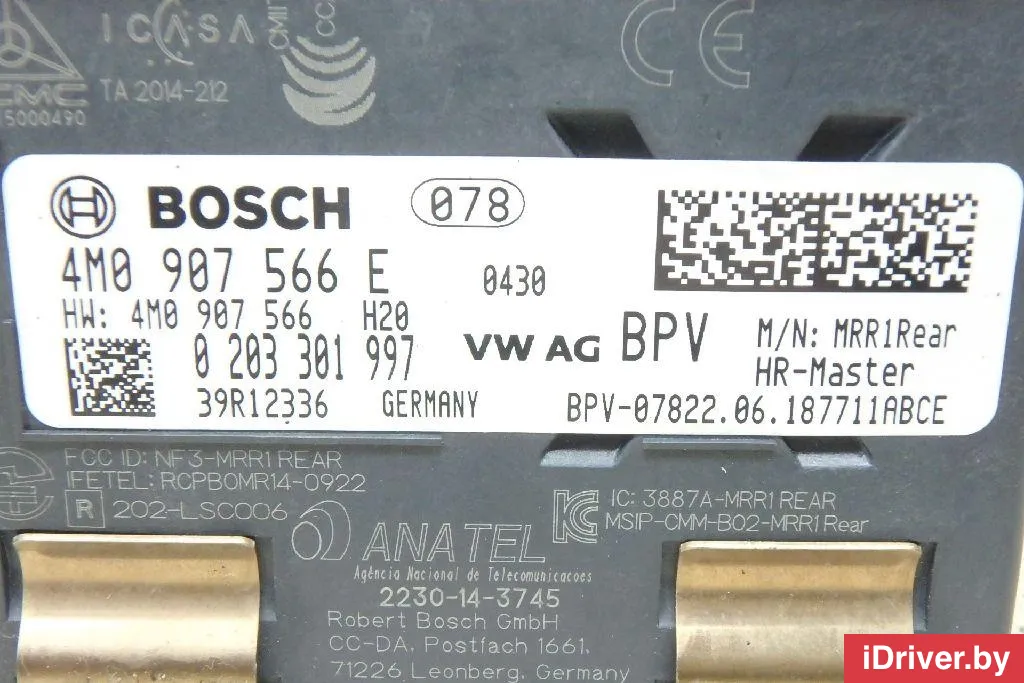 ICASA
TA 2014-212
CMC
5000490
CMIIT
CE
BOSCH 078
4M0 907 566 E 0430
HW: 4M0 907 566 H20
0 203 301 997
VW AG BPV
M/N: MRR1Rear
HR-Master
39R12336 GERMANY
BPV-07822.06.187711ABCE
FCC ID: NF3-MRR1REAR
IFETEL: RCPBOMR14-0922
R 202-LSC006
IC: 3887A-MRR1REAR
MSIP-CMM-B02-MRR1Rear
ANATEL
Agência Nacional de Telecomunicacoes
2230-14-3745
Robert Bosch GmbH
CC-DA, Postfach 1661,
71226 Leonberg, Germany
iDriver.by